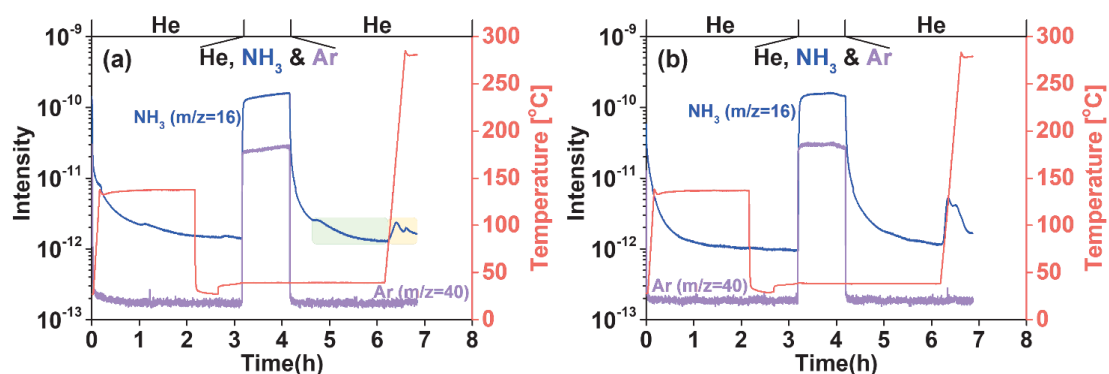 He
He
He, NH₃ & Ar
(a)
NH₃ (m/z=16)
Ar (m/z=40)
Intensity
10⁻⁹
10⁻¹⁰
10⁻¹¹
10⁻¹²
10⁻¹³
0 1 2 3 4 5 6 7 8
Time(h)
300
250
200
150
100
50
0
Temperature [°C]
He
He
He, NH₃ & Ar
(b)
NH₃ (m/z=16)
Ar (m/z=40)
Intensity
10⁻⁹
10⁻¹⁰
10⁻¹¹
10⁻¹²
10⁻¹³
0 1 2 3 4 5 6 7 8
Time(h)
300
250
200
150
100
50
0
Temperature [°C]